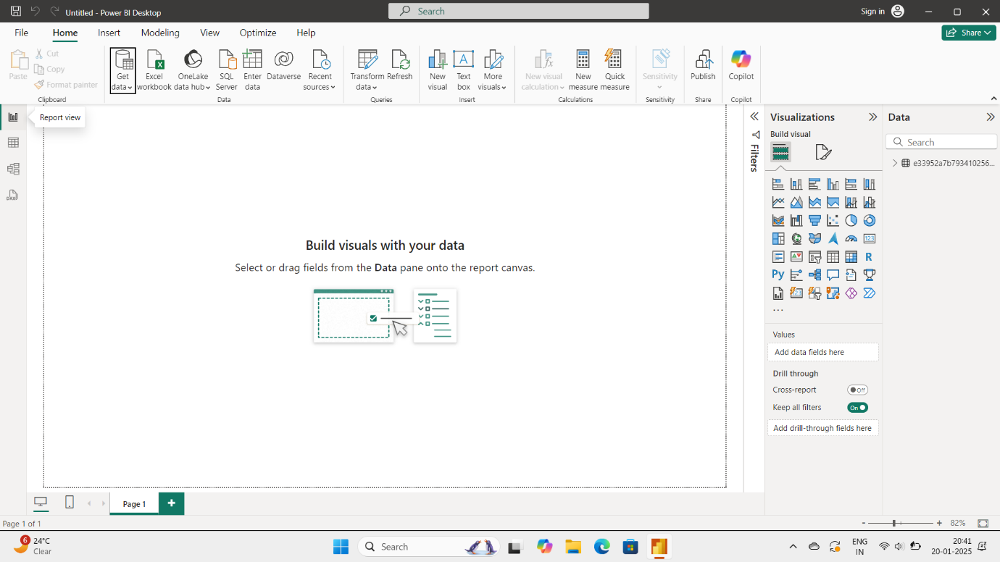 Untitled - Power BI Desktop
Search
Sign in
File Home Insert Modeling View Optimize Help
Share
Paste
Cut
Copy
Format painter
Clipboard
Get data
Excel workbook
OneLake data hub
SQL Server
Enter data
Dataverse
Recent sources
Data
Transform data
Refresh
Queries
New visual
Text box
More visuals
Insert
New visual calculation
New measure
Quick measure
Calculations
Sensitivity
Sensitivity
Publish
Share
Copilot
Copilot
Report view
DAX
Build visuals with your data
Select or drag fields from the Data pane onto the report canvas.
Filters
Visualizations
Build visual
123
R
Py
123
...
Values
Add data fields here
Drill through
Cross-report
Off
Keep all filters
On
Add drill-through fields here
Data
Search
e33952a7b793410256...
Page 1
+
Page 1 of 1
- + 82%
6
24°C
Clear
Search
ENG
IN
20:41
20-01-2025